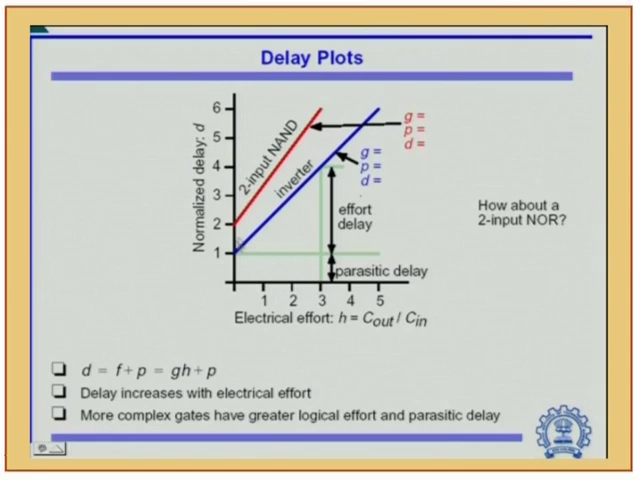 Delay Plots
Normalized delay: d
6
5
4
3
2
1
2-input NAND
inverter
g =
p =
d =
g =
p =
d =
effort
delay
parasitic delay
How about a
2-input NOR?
1 2 3 4 5
Electrical effort: h = Cout / Cin
d = f + p = gh + p
Delay increases with electrical effort
More complex gates have greater logical effort and parasitic delay